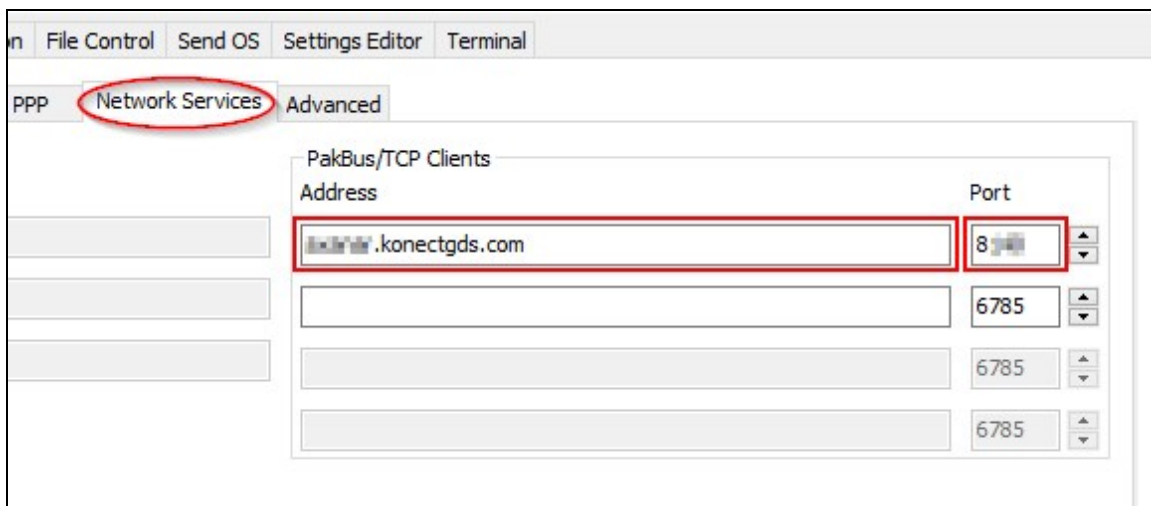 on File Control Send OS Settings Editor Terminal
PPP Network Services Advanced
PakBus/TCP Clients
Address Port
.konectgds.com 8
6785
6785
6785